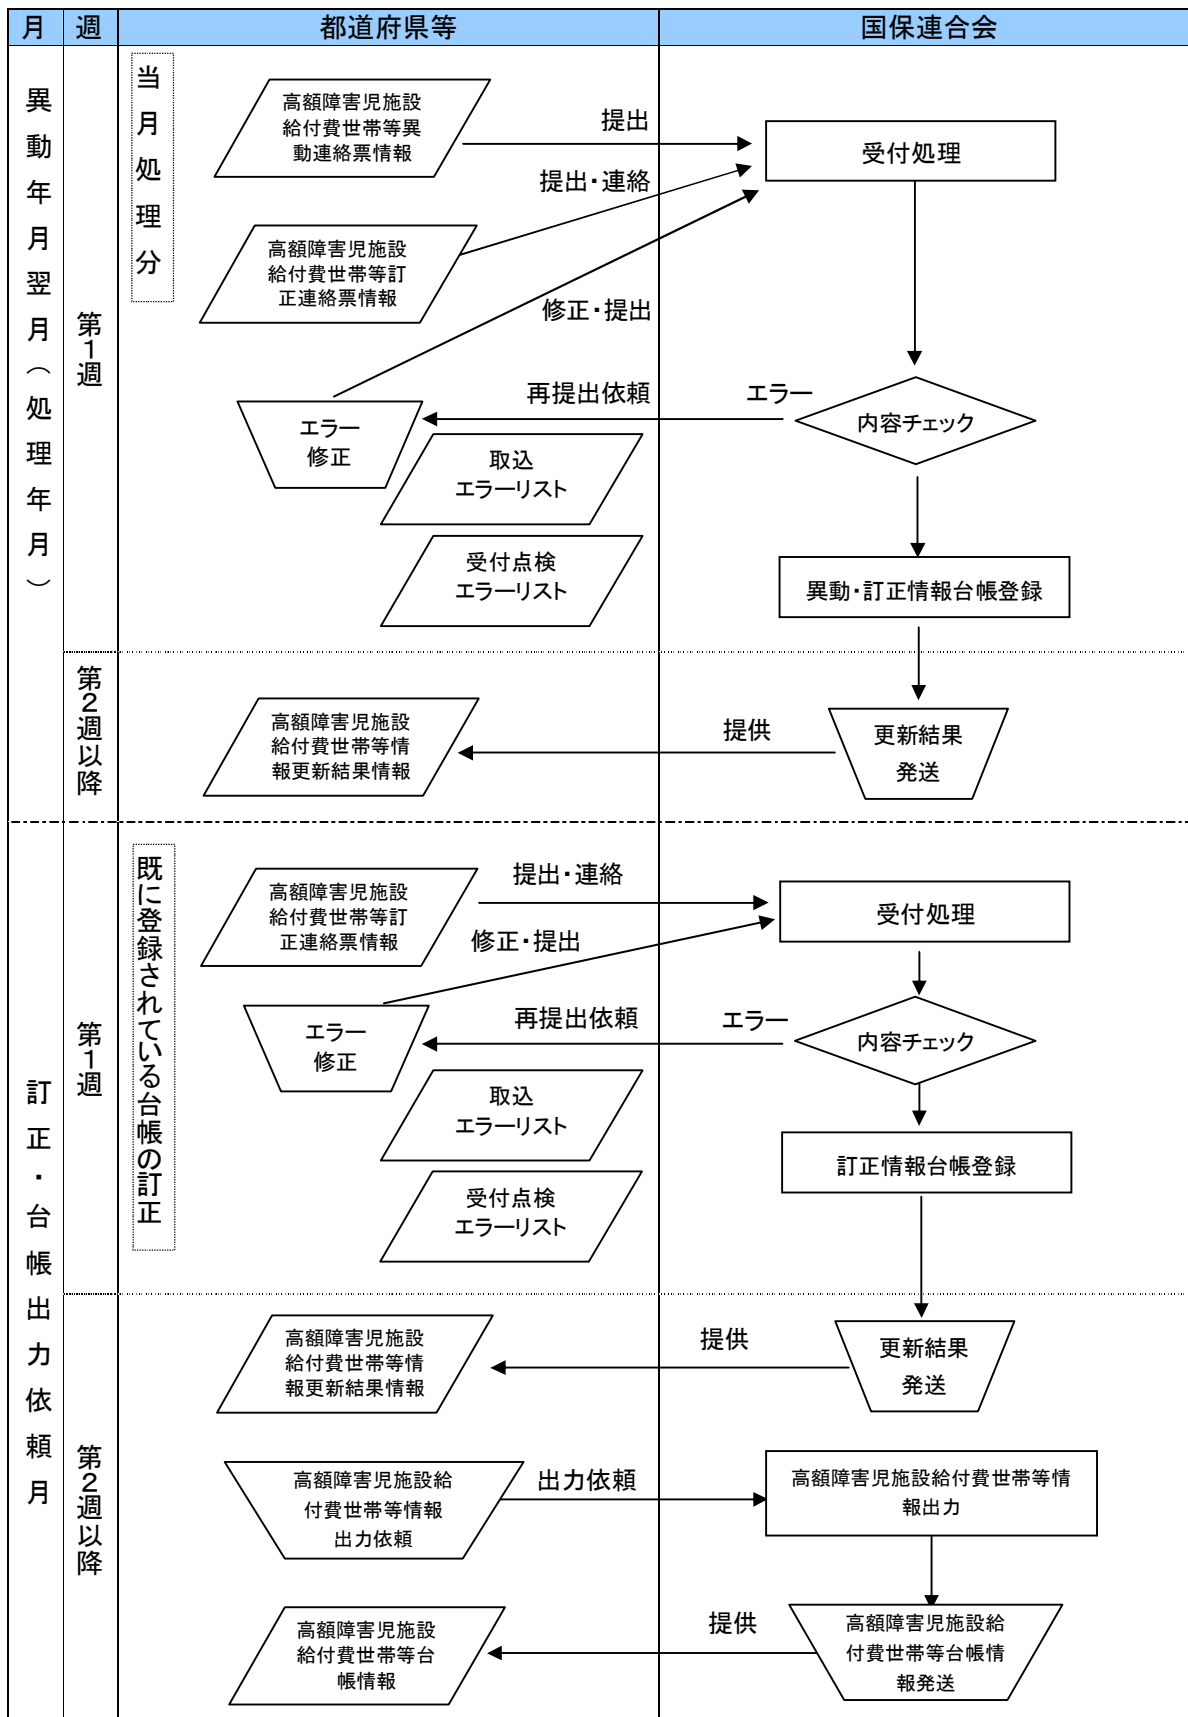 月
週
都道府県等
国保連合会
異動年月翌月(処理年月)
第1週
当月処理分
高額障害児施設
給付費世帯等異
動連絡票情報
提出
受付処理
提出・連絡
高額障害児施設
給付費世帯等訂
正連絡票情報
修正・提出
再提出依頼
エラー
内容チェック
エラー
修正
取込
エラーリスト
受付点検
エラーリスト
異動・訂正情報台帳登録
第2週以降
高額障害児施設
給付費世帯等情
報更新結果情報
提供
更新結果
発送
訂正・台帳出力依頼月
第1週
既に登録されている台帳の訂正
高額障害児施設
給付費世帯等訂
正連絡票情報
提出・連絡
受付処理
修正・提出
再提出依頼
エラー
内容チェック
エラー
修正
取込
エラーリスト
訂正情報台帳登録
受付点検
エラーリスト
第2週以降
高額障害児施設
給付費世帯等情
報更新結果情報
提供
更新結果
発送
高額障害児施設給
付費世帯等情報
出力依頼
出力依頼
高額障害児施設給付費世帯等情
報出力
高額障害児施設
給付費世帯等台
帳情報
提供
高額障害児施設給
付費世帯等台帳情
報発送